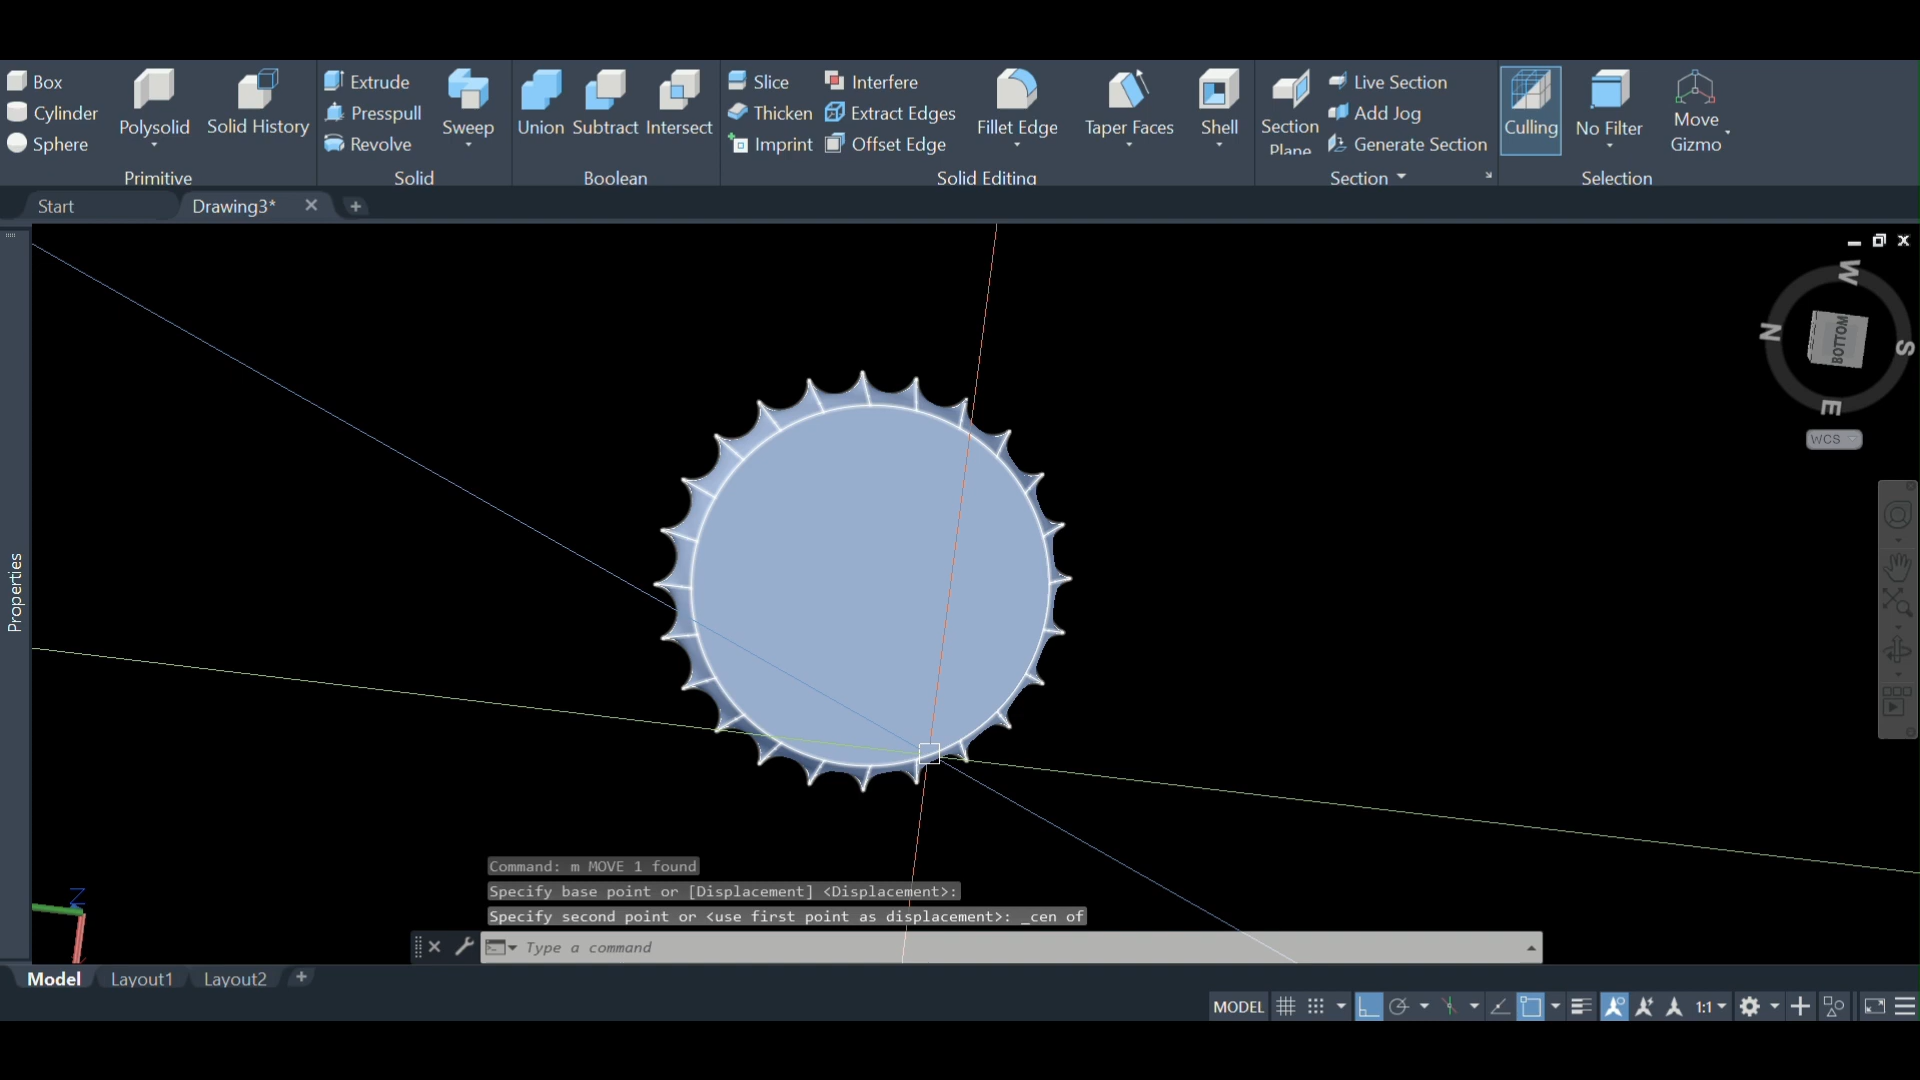 Box
Cylinder
Sphere
Polysolid
Solid History
Primitive
Extrude
Presspull
Revolve
Sweep
Solid
Union
Subtract
Intersect
Boolean
Slice
Thicken
Imprint
Interfere
Extract Edges
Offset Edge
Fillet Edge
Taper Faces
Shell
Solid Editing
Section
Plane
Live Section
Add Jog
Generate Section
Section
Culling
No Filter
Move
Gizmo
Selection
Start
Drawing3*
W
N
BOTTOM
S
E
WCS
Properties
Z
Command: m MOVE 1 found
Specify base point or [Displacement] <Displacement>:
Specify second point or <use first point as displacement>: _cen of
Type a command
Model
Layout1
Layout2
MODEL
1:1